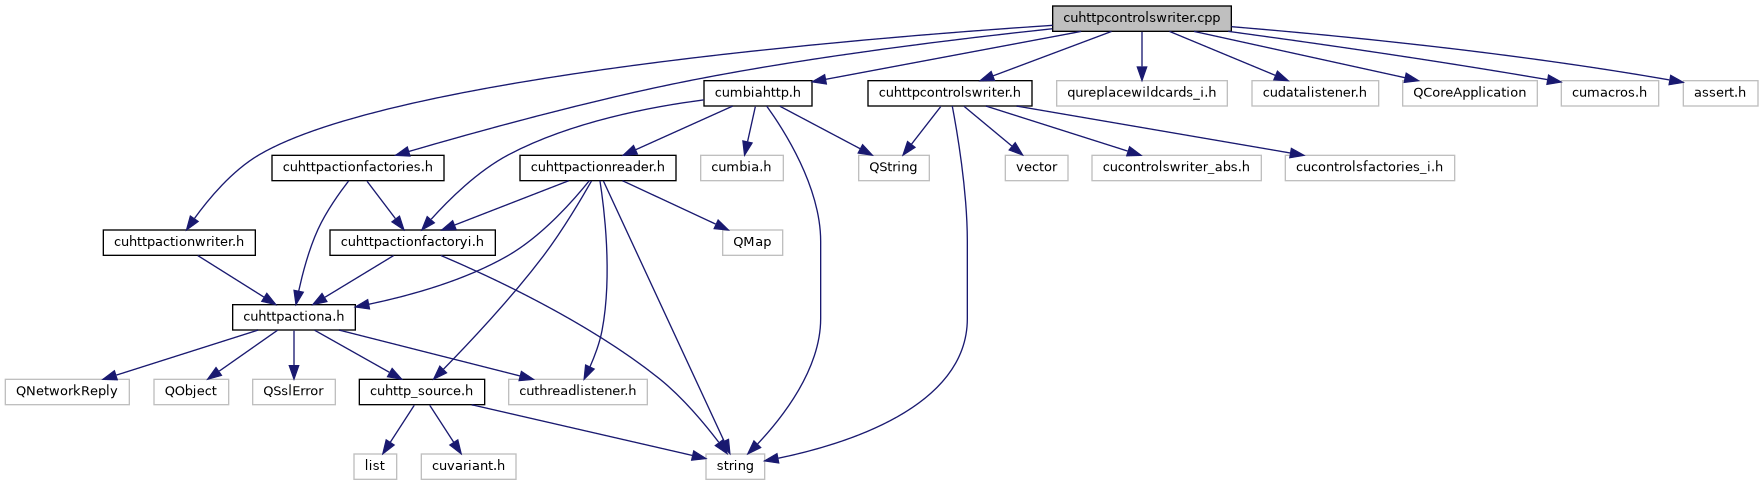 cuhttpcontrolswriter.cpp
cumbiahttp.h
cuhttpcontrolswriter.h
qureplacewildcards_i.h
cudatalistener.h
QCoreApplication
cumacros.h
assert.h
cuhttpactionfactories.h
cuhttpactionreader.h
cumbia.h
QString
vector
cucontrolswriter_abs.h
cucontrolsfactories_i.h
cuhttpactionwriter.h
cuhttpactionfactoryi.h
QMap
cuhttpactiona.h
QNetworkReply
QObject
QSslError
cuhttp_source.h
cuthreadlistener.h
list
cuvariant.h
string